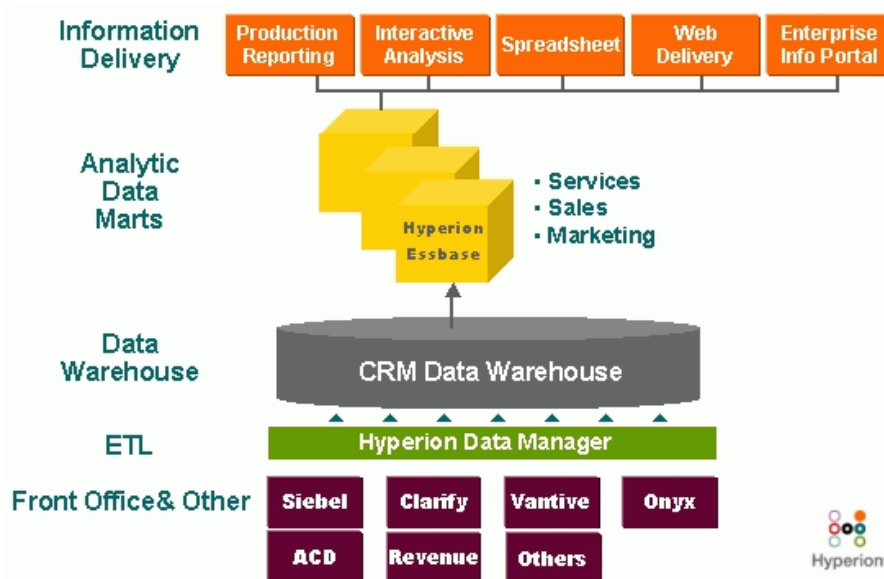 Information
Delivery
Production
Reporting
Interactive
Analysis
Spreadsheet
Web
Delivery
Enterprise
Info Portal
Analytic
Data
Marts
Hyperion
Essbase
· Services
· Sales
· Marketing
Data
Warehouse
CRM Data Warehouse
ETL
Hyperion Data Manager
Front Office& Other
Siebel
Clarify
Vantive
Onyx
ACD
Revenue
Others
Hyperion